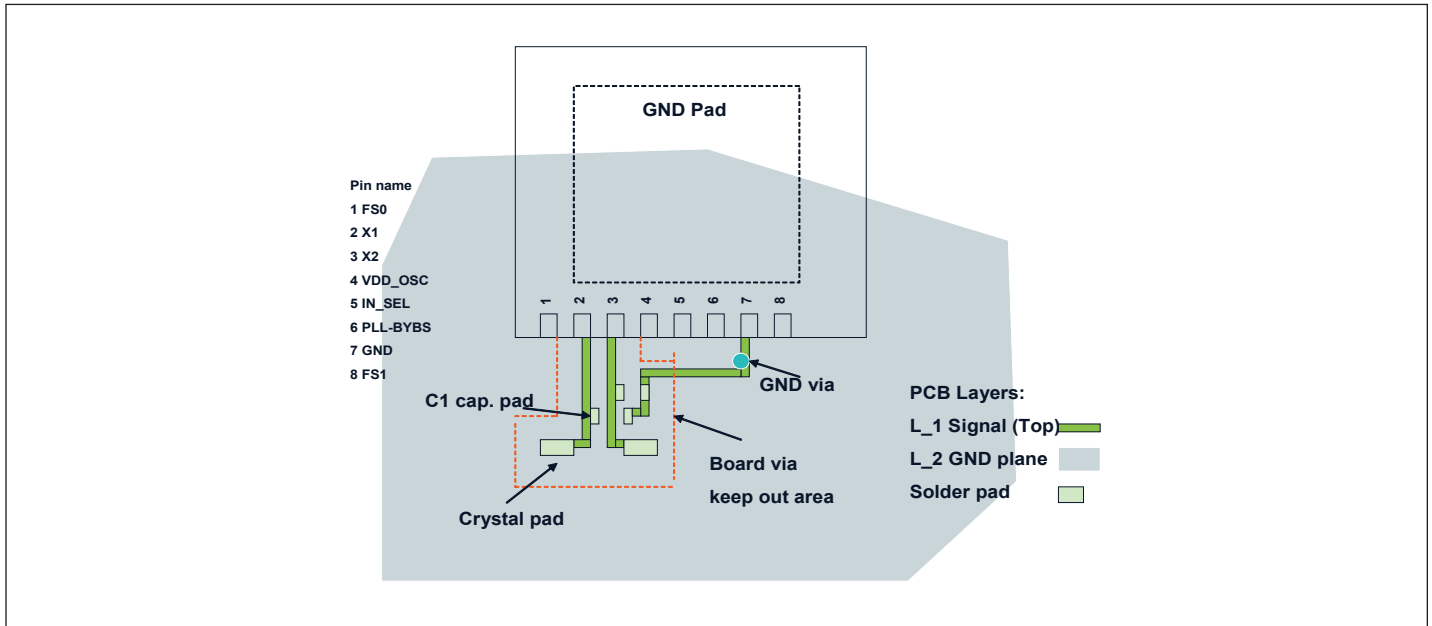 GND Pad
Pin name
1 FS0
2 X1
3 X2
4 VDD_OSC
5 IN_SEL
6 PLL-BYBS
7 GND
8 FS1
1 2 3 4 5 6 7 8
GND via
C1 cap. pad
Board via
keep out area
Crystal pad
PCB Layers:
L_1 Signal (Top)
L_2 GND plane
Solder pad